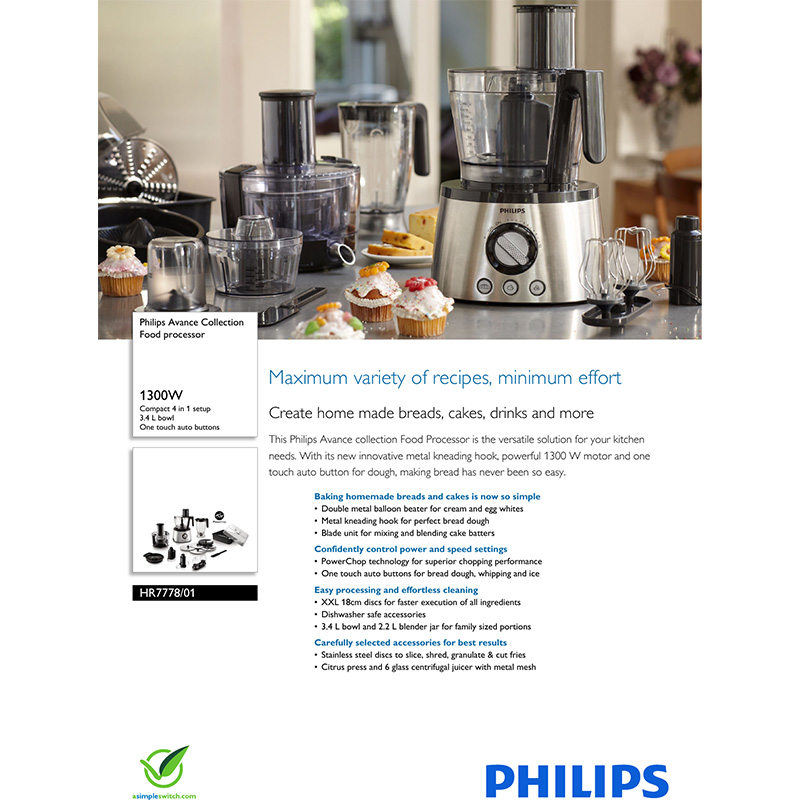 PHILIPS
Philips Avance Collection
Food processor
1300W
Compact 4 in 1 setup
3.4 L bowl
One touch auto buttons
HR7778/01
Maximum variety of recipes, minimum effort
Create home made breads, cakes, drinks and more
This Philips Avance collection Food Processor is the versatile solution for your kitchen
needs. With its new innovative metal kneading hook, powerful 1300 W motor and one
touch auto button for dough, making bread has never been so easy.
Baking homemade breads and cakes is now so simple
• Double metal balloon beater for cream and egg whites
• Metal kneading hook for perfect bread dough
• Blade unit for mixing and blending cake batters
Confidently control power and speed settings
• PowerChop technology for superior chopping performance
• One touch auto buttons for bread dough, whipping and ice
Easy processing and effortless cleaning
• XXL 18cm discs for faster execution of all ingredients
• Dishwasher safe accessories
• 3.4 L bowl and 2.2 L blender jar for family sized portions
Carefully selected accessories for best results
• Stainless steel discs to slice, shred, granulate & cut fries
• Citrus press and 6 glass centrifugal juicer with metal mesh
asimpleswitch.com
PHILIPS